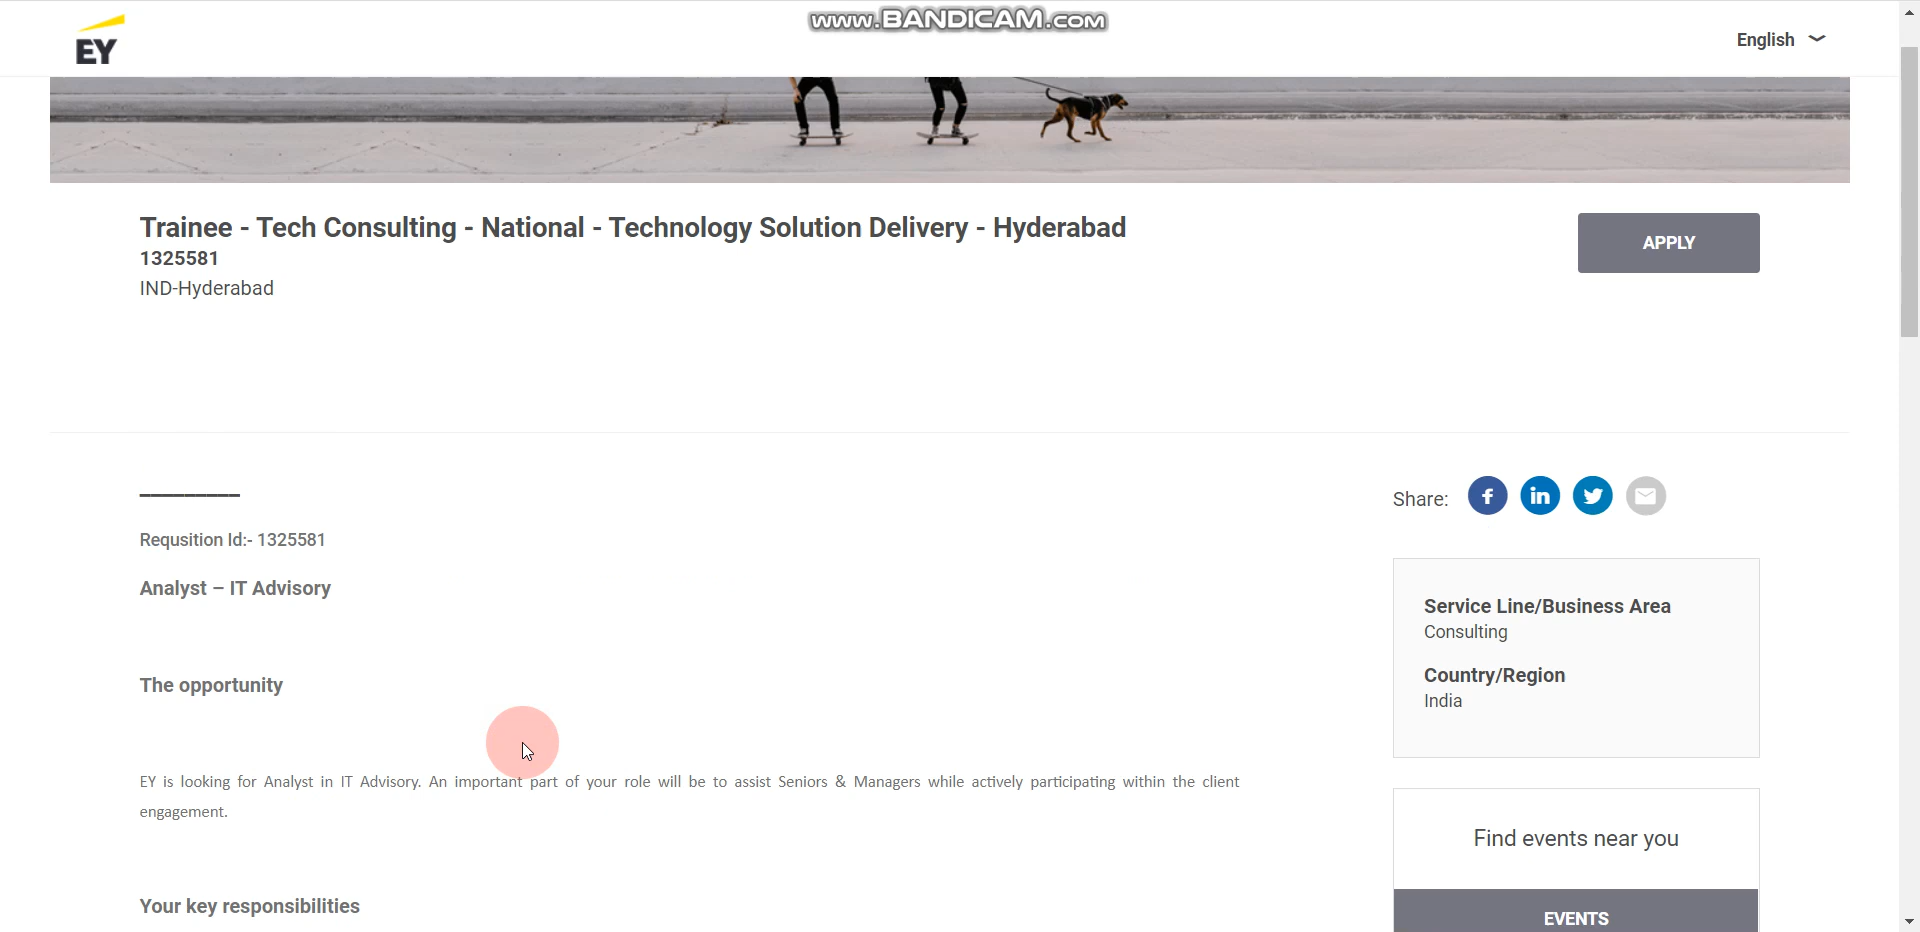 www.BANDICAM.com
EY
English
Trainee - Tech Consulting - National - Technology Solution Delivery - Hyderabad
APPLY
1325581
IND-Hyderabad
Share:
Requsition Id:- 1325581
Analyst – IT Advisory
Service Line/Business Area
Consulting
Country/Region
India
The opportunity
EY is looking for Analyst in IT Advisory. An important part of your role will be to assist Seniors & Managers while actively participating within the client
engagement.
Find events near you
Your key responsibilities
EVENTS